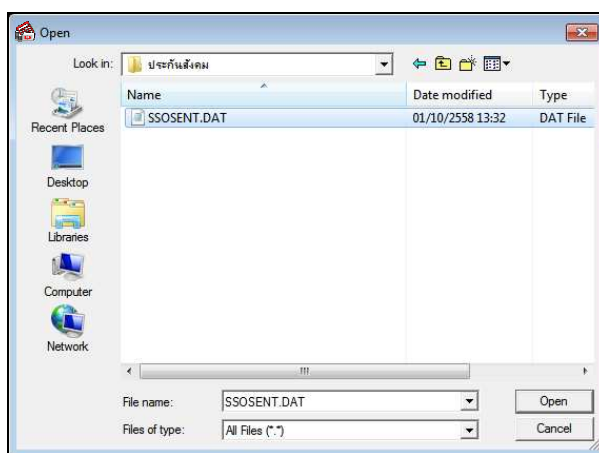 Open
Look in: ประกันสังคม
Name Date modified Type
SSOSENT.DAT 01/10/2558 13:32 DAT File
Recent Places
Desktop
Libraries
Computer
Network
File name: SSOSENT.DAT Open
Files of type: All Files (*.*) Cancel